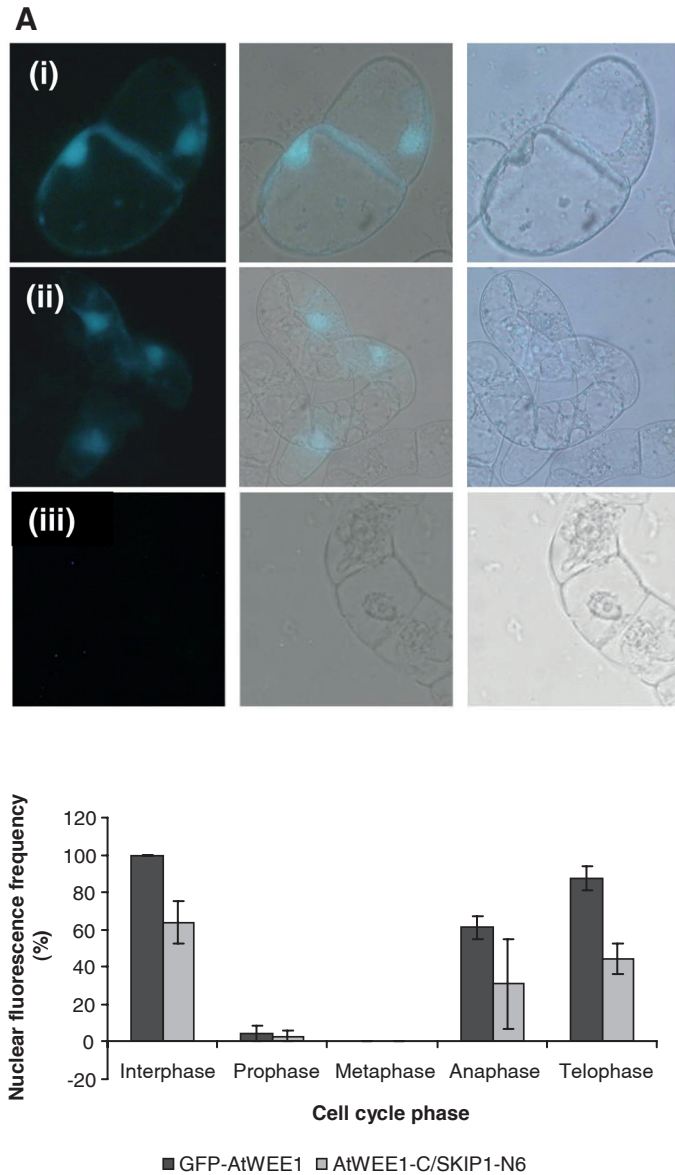 A
(i)
(ii)
(iii)
Nuclear fluorescence frequency
(%)
120
100
80
60
40
20
0
-20
Interphase Prophase Metaphase Anaphase Telophase
Cell cycle phase
GFP-AtWEE1 AtWEE1-C/SKIP1-N6